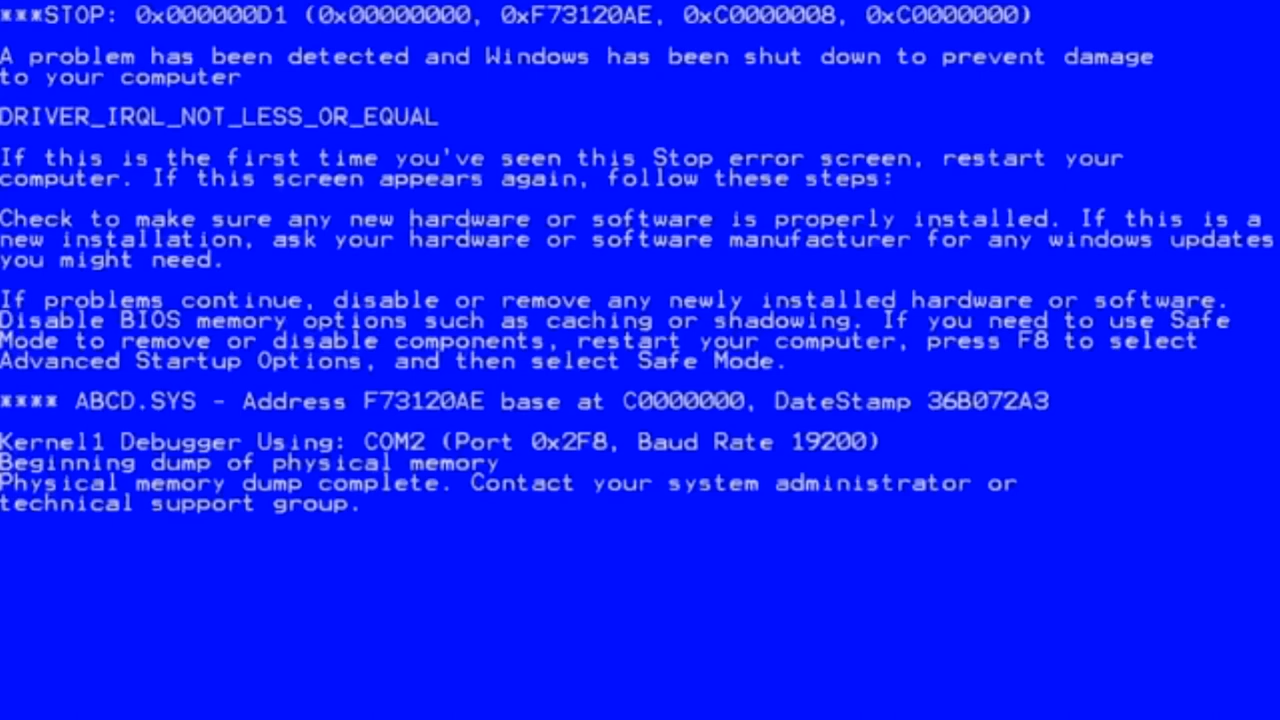 ***STOP: 0x000000D1 (0x00000000, 0xF73120AE, 0xC0000008, 0xC0000000)
A problem has been detected and Windows has been shut down to prevent damage
to your computer
DRIVER_IRQL_NOT_LESS_OR_EQUAL
If this is the first time you've seen this Stop error screen, restart your
computer. If this screen appears again, follow these steps:
Check to make sure any new hardware or software is properly installed. If this is a
new installation, ask your hardware or software manufacturer for any windows updates
you might need.
If problems continue, disable or remove any newly installed hardware or software.
Disable BIOS memory options such as caching or shadowing. If you need to use Safe
Mode to remove or disable components, restart your computer, press F8 to select
Advanced Startup Options, and then select Safe Mode.
**** ABCD.SYS - Address F73120AE base at C0000000, DateStamp 36B072A3
Kernel1 Debugger Using: COM2 (Port 0x2F8, Baud Rate 19200)
Beginning dump of physical memory
Physical memory dump complete. Contact your system administrator or
technical support group.